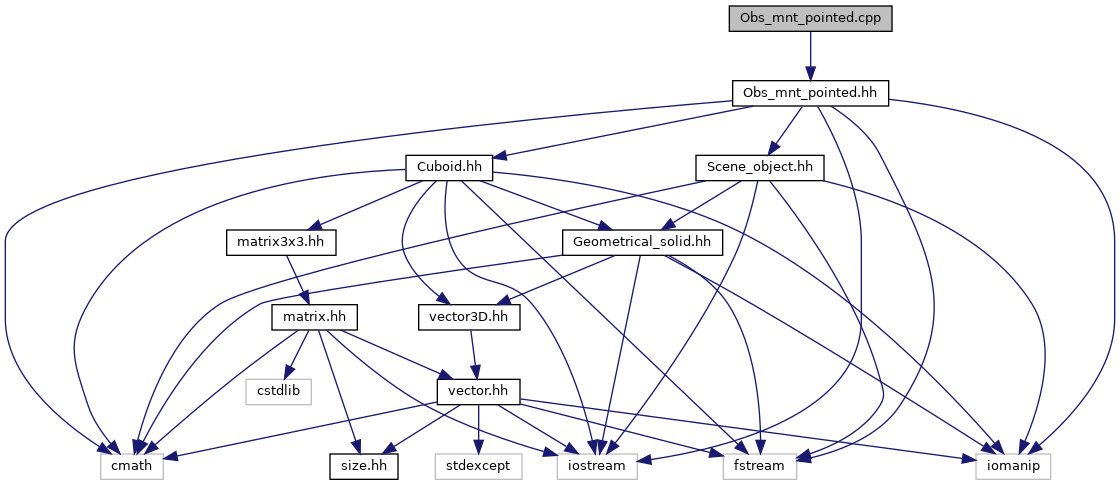 Obs_mnt_pointed.cpp
Obs_mnt_pointed.hh
Cuboid.hh
Scene_object.hh
matrix3x3.hh
Geometrical_solid.hh
matrix.hh
vector3D.hh
cstdlib
vector.hh
cmath
size.hh
stdexcept
iostream
fstream
iomanip